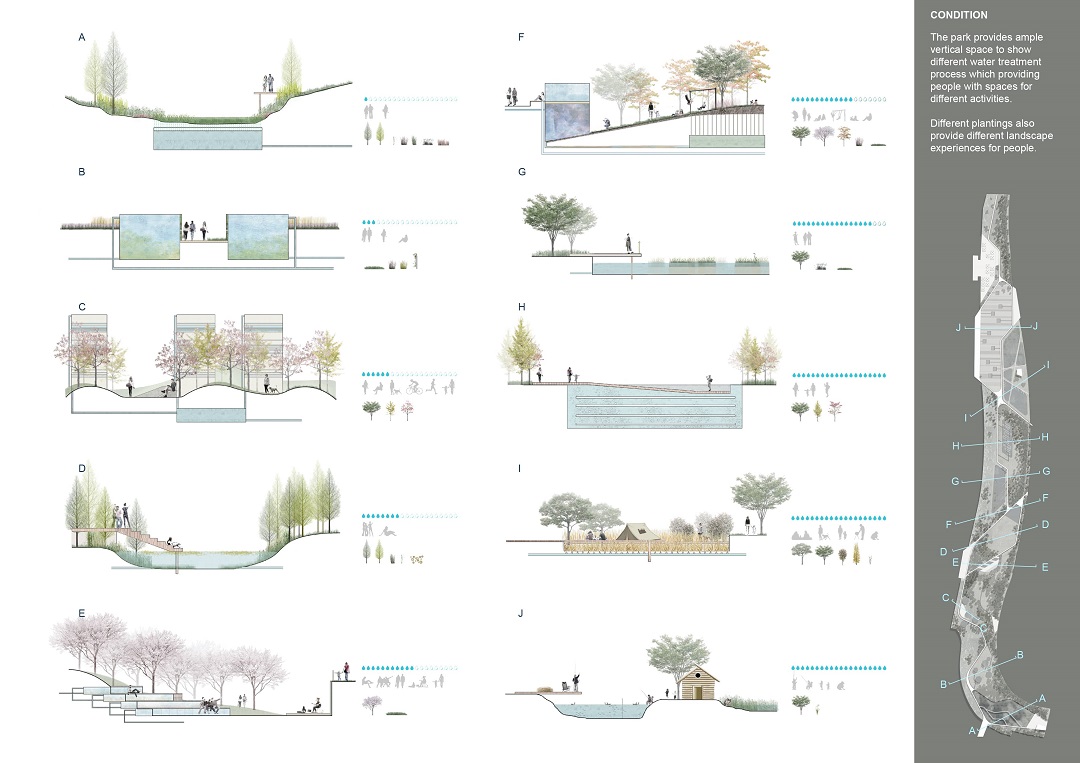 A
B
C
D
E
F
G
H
I
J
CONDITION
The park provides ample
vertical space to show
different water treatment
process which providing
people with spaces for
different activities.
Different plantings also
provide different landscape
experiences for people.
J J
I
I
H H
G G
F
F
D
D
E E
C
C
B
B
A
A